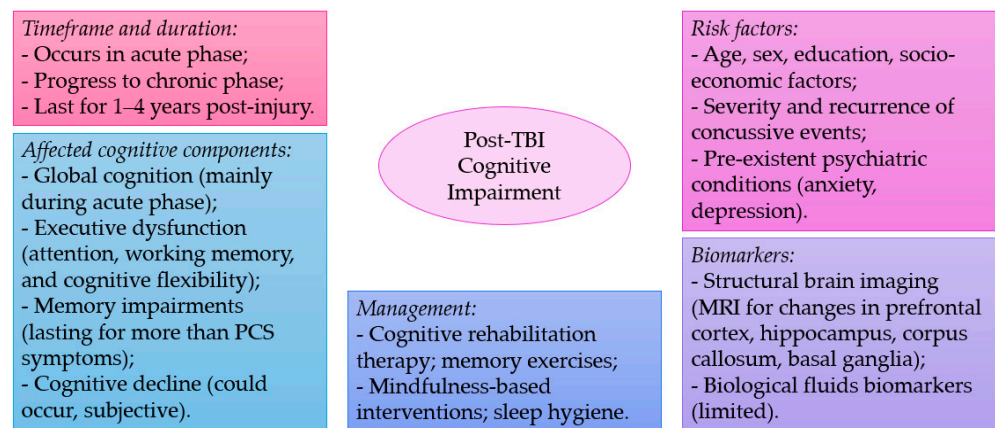 Timeframe and duration:
- Occurs in acute phase;
- Progress to chronic phase;
- Last for 1–4 years post-injury.
Affected cognitive components:
- Global cognition (mainly
during acute phase);
- Executive dysfunction
(attention, working memory,
and cognitive flexibility);
- Memory impairments
(lasting for more than PCS
symptoms);
- Cognitive decline (could
occur, subjective).
Post-TBI
Cognitive
Impairment
Management:
- Cognitive rehabilitation
therapy; memory exercises;
- Mindfulness-based
interventions; sleep hygiene.
Risk factors:
- Age, sex, education, socio-
economic factors;
- Severity and recurrence of
concussive events;
- Pre-existent psychiatric
conditions (anxiety,
depression).
Biomarkers:
- Structural brain imaging
(MRI for changes in prefrontal
cortex, hippocampus, corpus
callosum, basal ganglia);
- Biological fluids biomarkers
(limited).